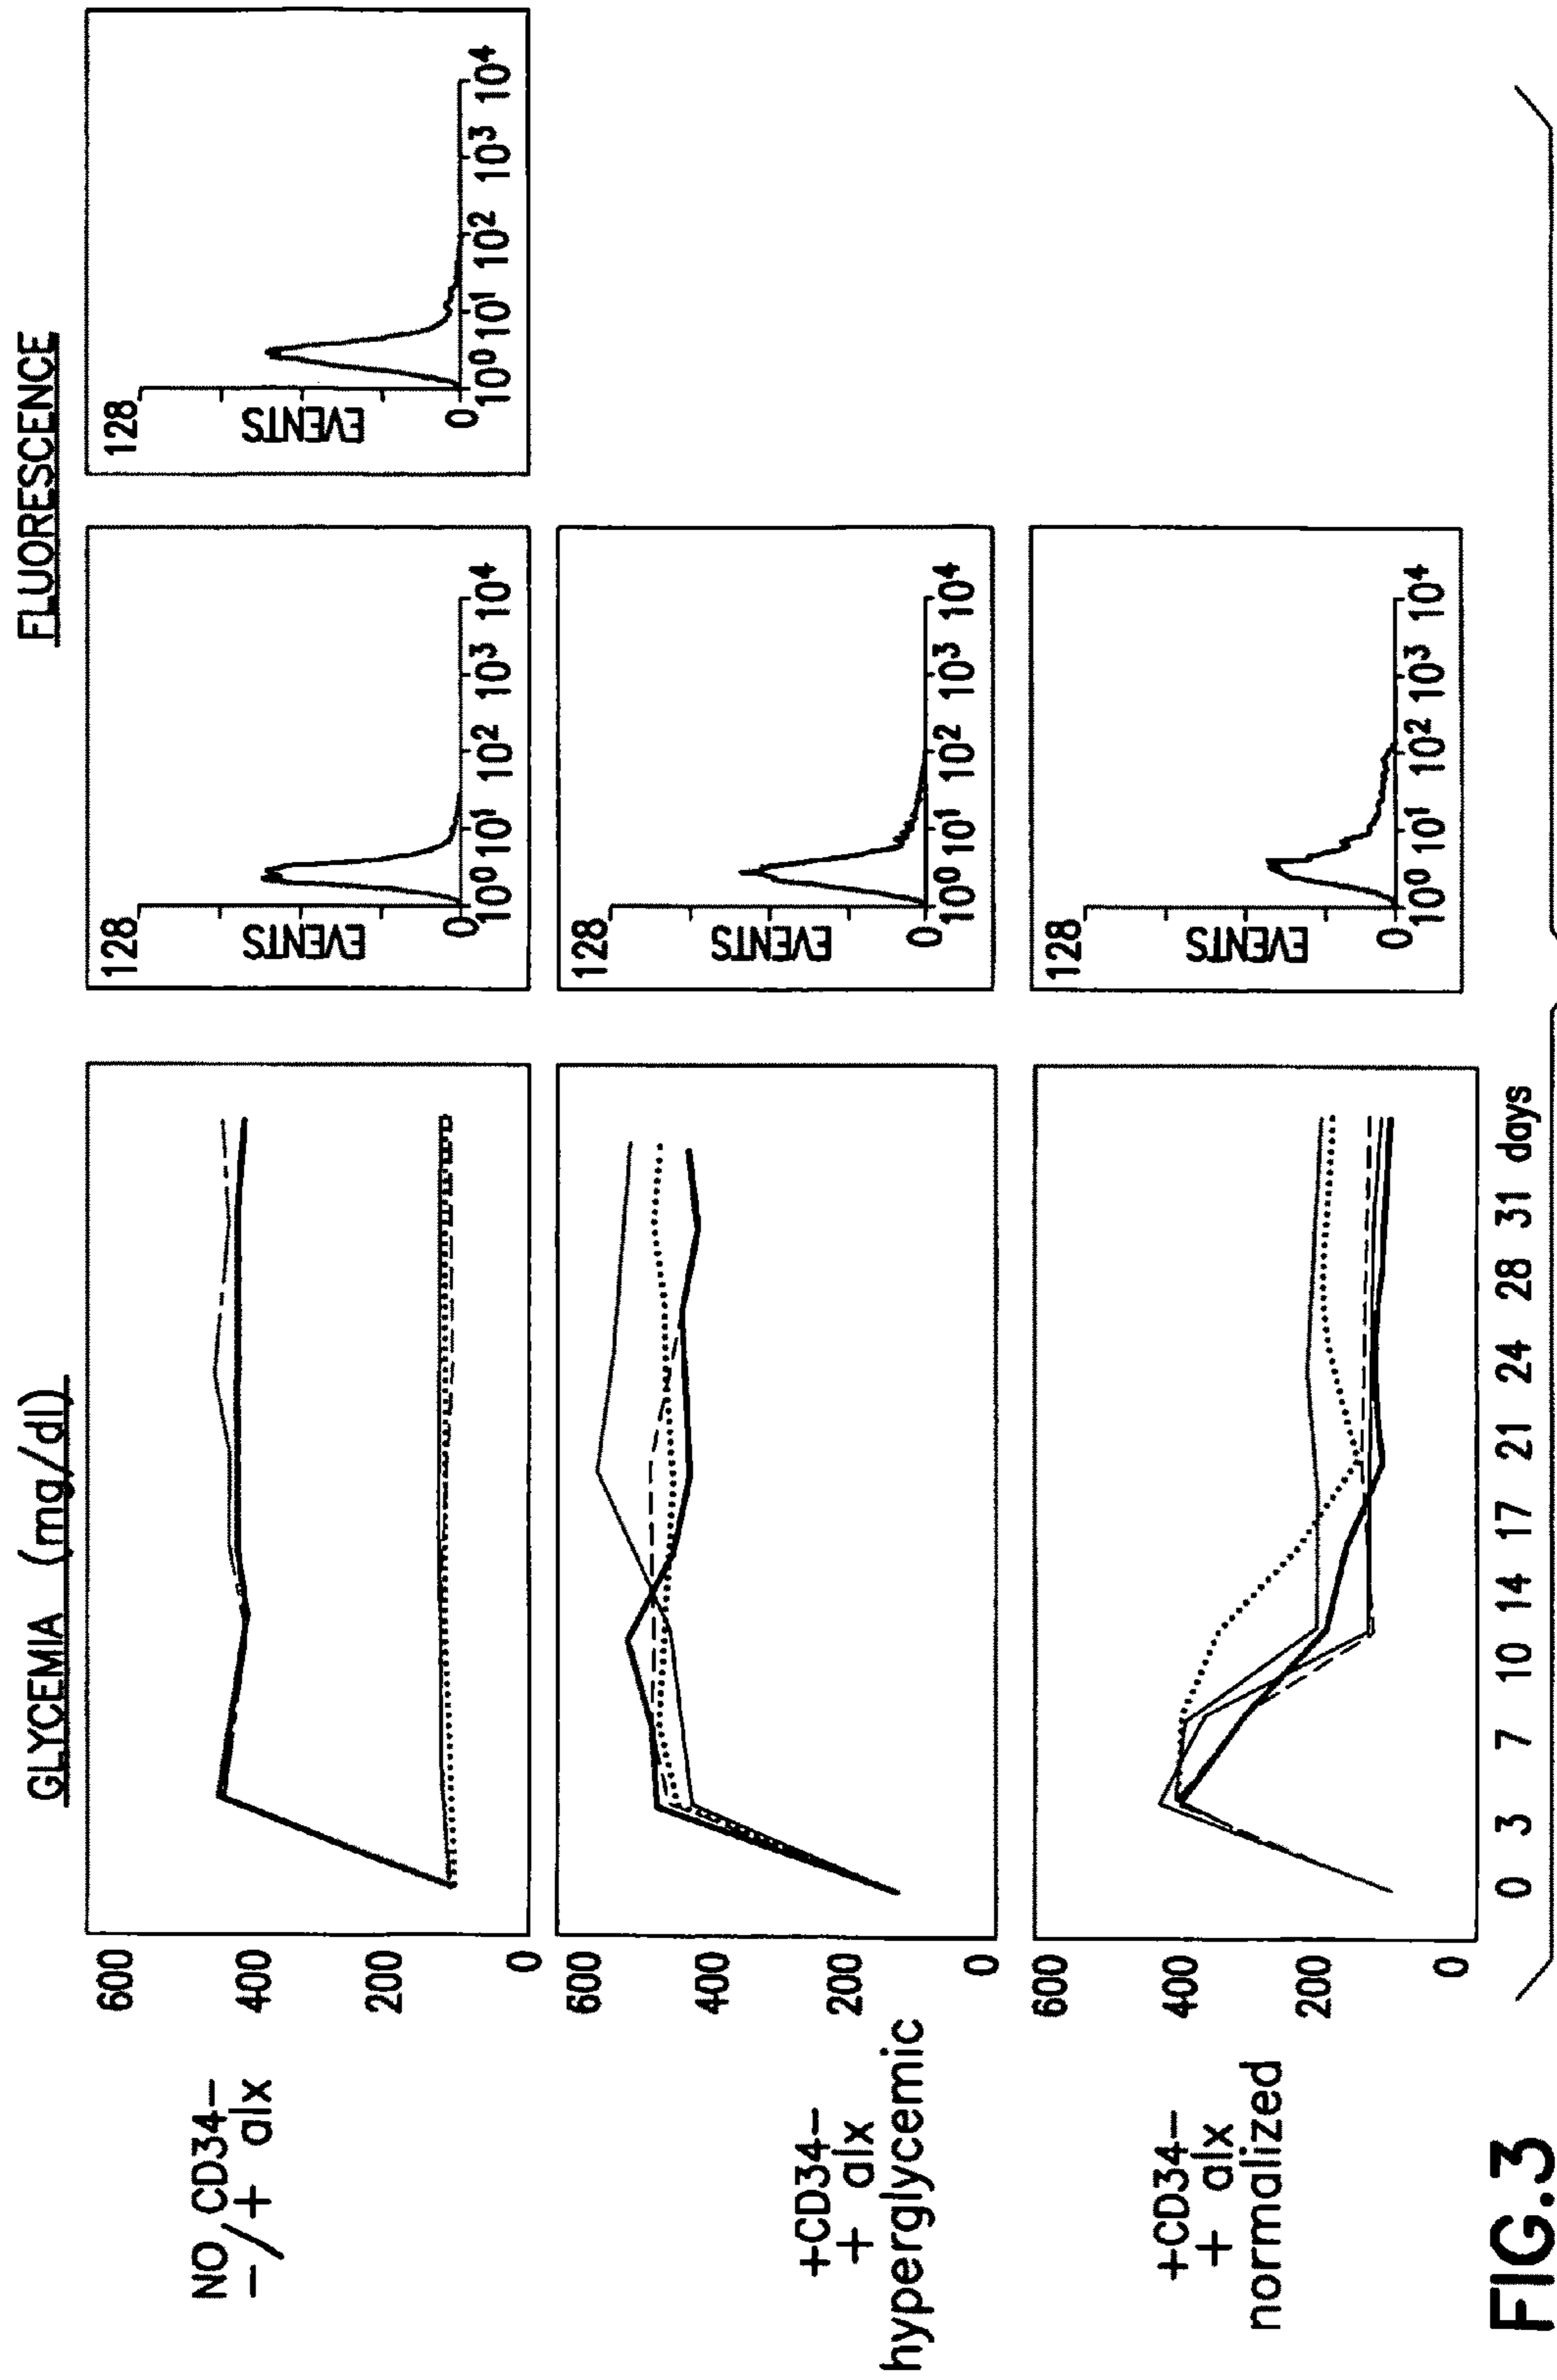 GLYCEMIA (mg/dl)
FLUORESCENCE
NO CD34-
-/+ alx
600
400
200
0
128
EVENTS
0
10⁰ 10¹ 10² 10³ 10⁴
128
EVENTS
0
10⁰ 10¹ 10² 10³ 10⁴
+CD34-
+ alx
hyperglycemic
600
400
200
0
128
EVENTS
0
10⁰ 10¹ 10² 10³ 10⁴
+CD34-
+ alx
normalized
600
400
200
0
0 3 7 10 14 17 21 24 28 31 days
128
EVENTS
0
10⁰ 10¹ 10² 10³ 10⁴
FIG.3